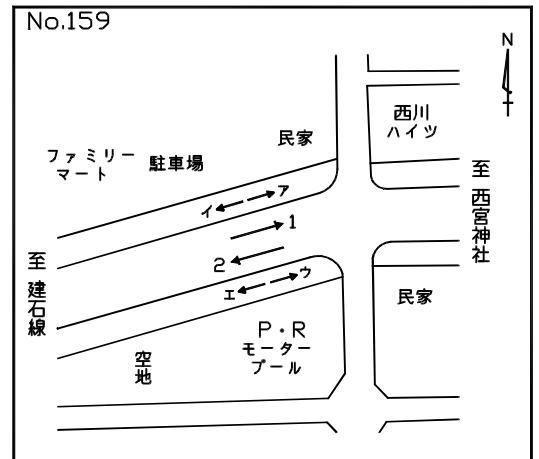 No.159
N
西川
ハイツ
民家
ファミリー
マート
駐車場
至 西宮神社
ア
イ
1
2
ウ
エ
至 建石線
民家
P・R
モーター
プール
空地